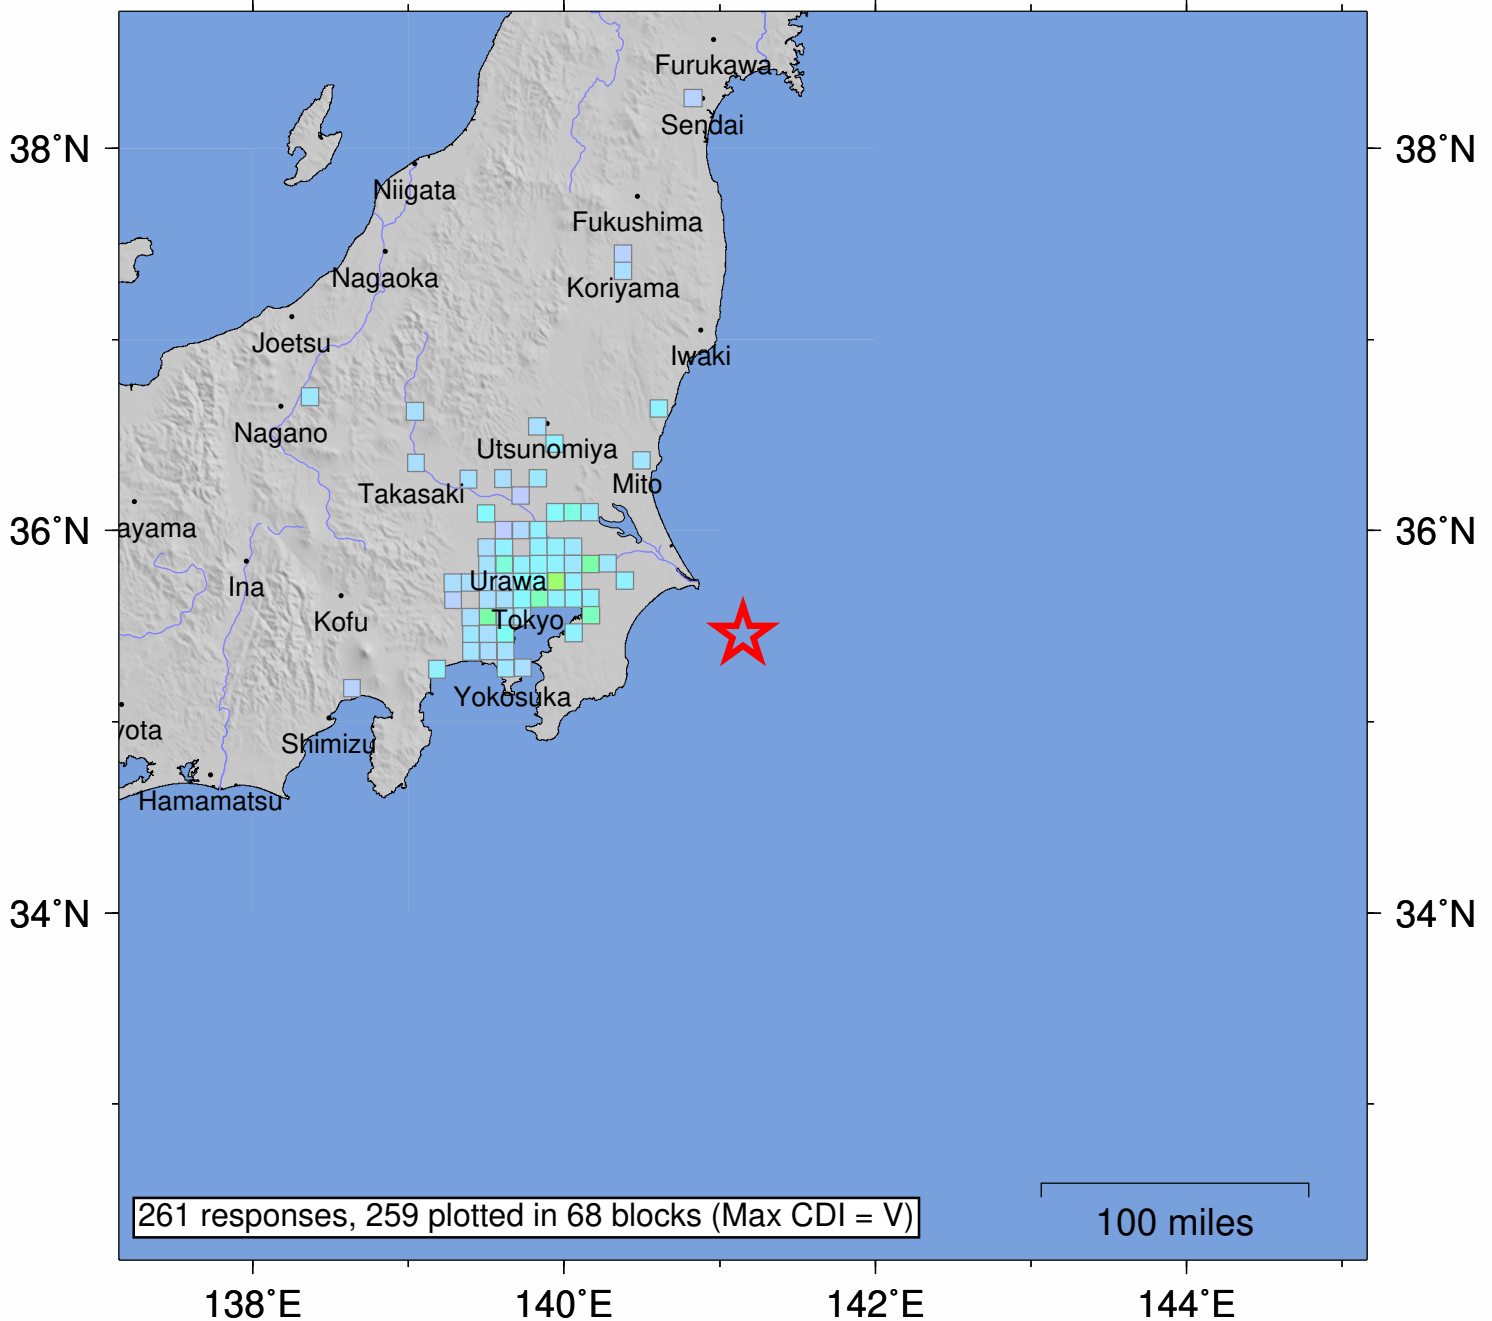 Furukawa
Sendai
38°N
38°N
Niigata
Fukushima
Nagaoka
Koriyama
Joetsu
Iwaki
Nagano
Utsunomiya
Takasaki
Mito
ayama
36°N
36°N
Ina
Urawa
Kofu
Tokyo
Yokosuka
yota
Shimizu
Hamamatsu
34°N
34°N
261 responses, 259 plotted in 68 blocks (Max CDI = V)
100 miles
138°E
140°E
142°E
144°E